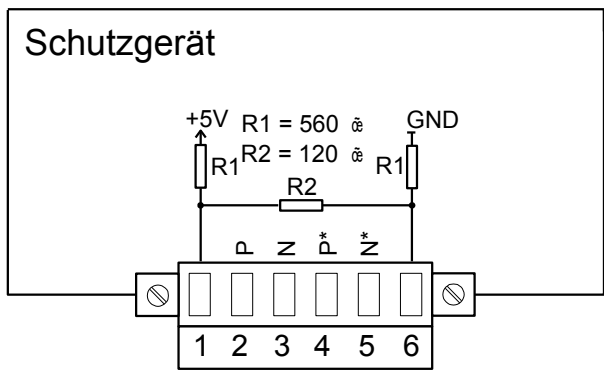 Schutzgerät
+5V R1 = 560 GND
R2 = 120
R1 R1
R2
P N P* N*
1 2 3 4 5 6